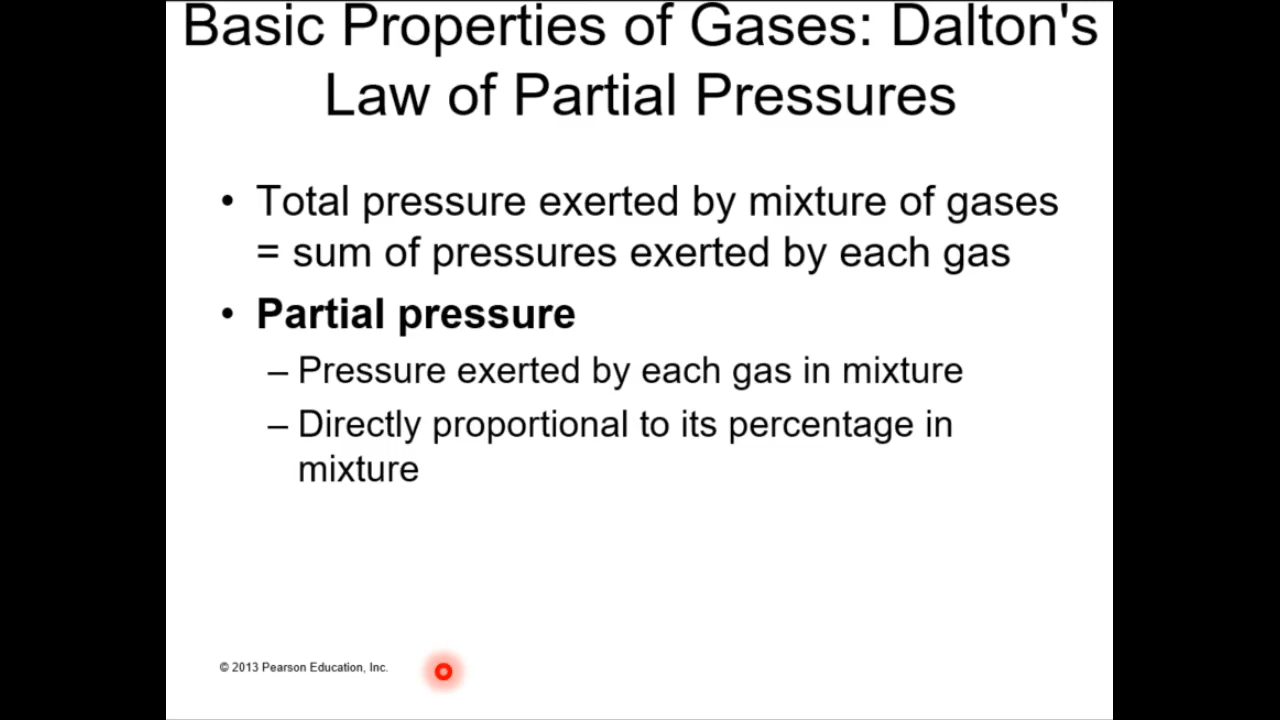 Basic Properties of Gases: Dalton's
Law of Partial Pressures
• Total pressure exerted by mixture of gases
= sum of pressures exerted by each gas
• Partial pressure
– Pressure exerted by each gas in mixture
– Directly proportional to its percentage in
mixture
© 2013 Pearson Education, Inc.